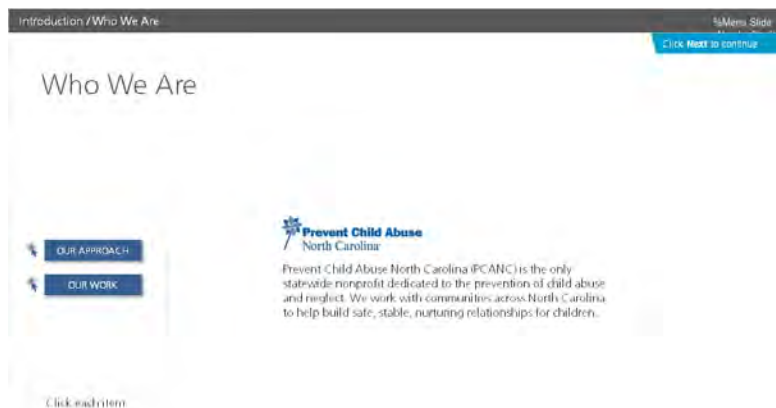 Introduction / Who We Are
%Menu Slide
Click Next to continue
Who We Are
OUR APPROACH
OUR WORK
Prevent Child Abuse
North Carolina
Prevent Child Abuse North Carolina (PCANC) is the only
statewide nonprofit dedicated to the prevention of child abuse
and neglect. We work with communities across North Carolina
to help build safe, stable, nurturing relationships for children.
Click each item